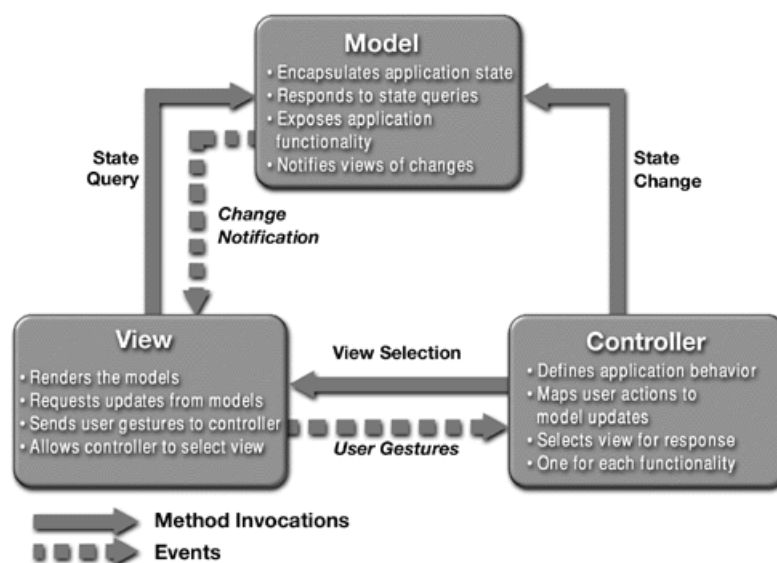 Model
• Encapsulates application state
• Responds to state queries
• Exposes application
functionality
• Notifies views of changes
State
Query
Change
Notification
State
Change
View
• Renders the models
• Requests updates from models
• Sends user gestures to controller
• Allows controller to select view
View Selection
User Gestures
Controller
• Defines application behavior
• Maps user actions to
model updates
• Selects view for response
• One for each functionality
Method Invocations
Events